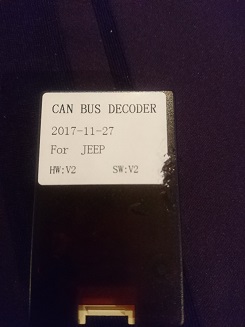 CAN BUS DECODER
2017-11-27
For JEEP
HW:V2 SW:V2